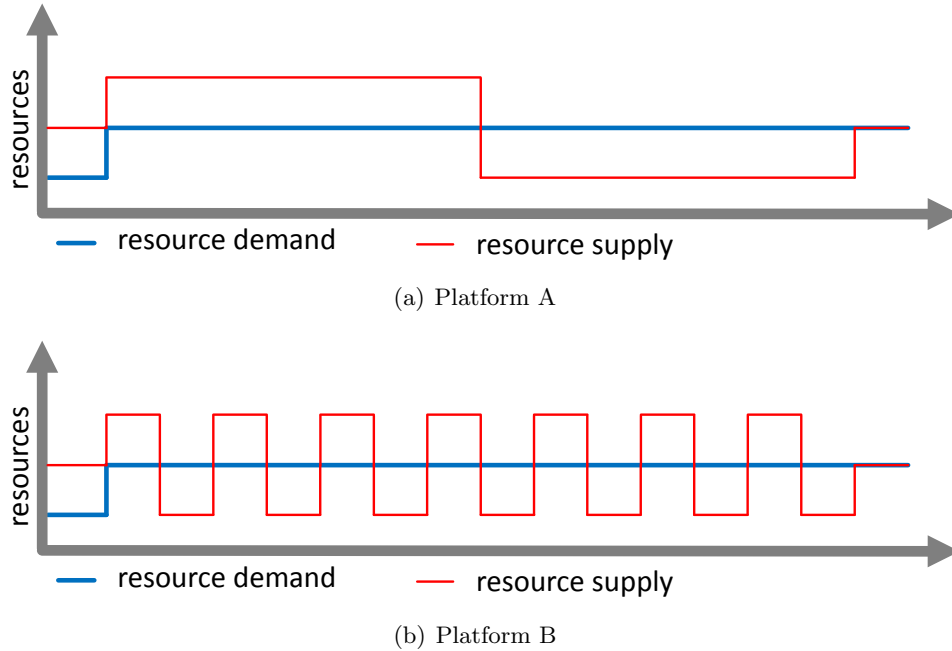 resources
resource demand
resource supply
(a) Platform A
resources
resource demand
resource supply
(b) Platform B